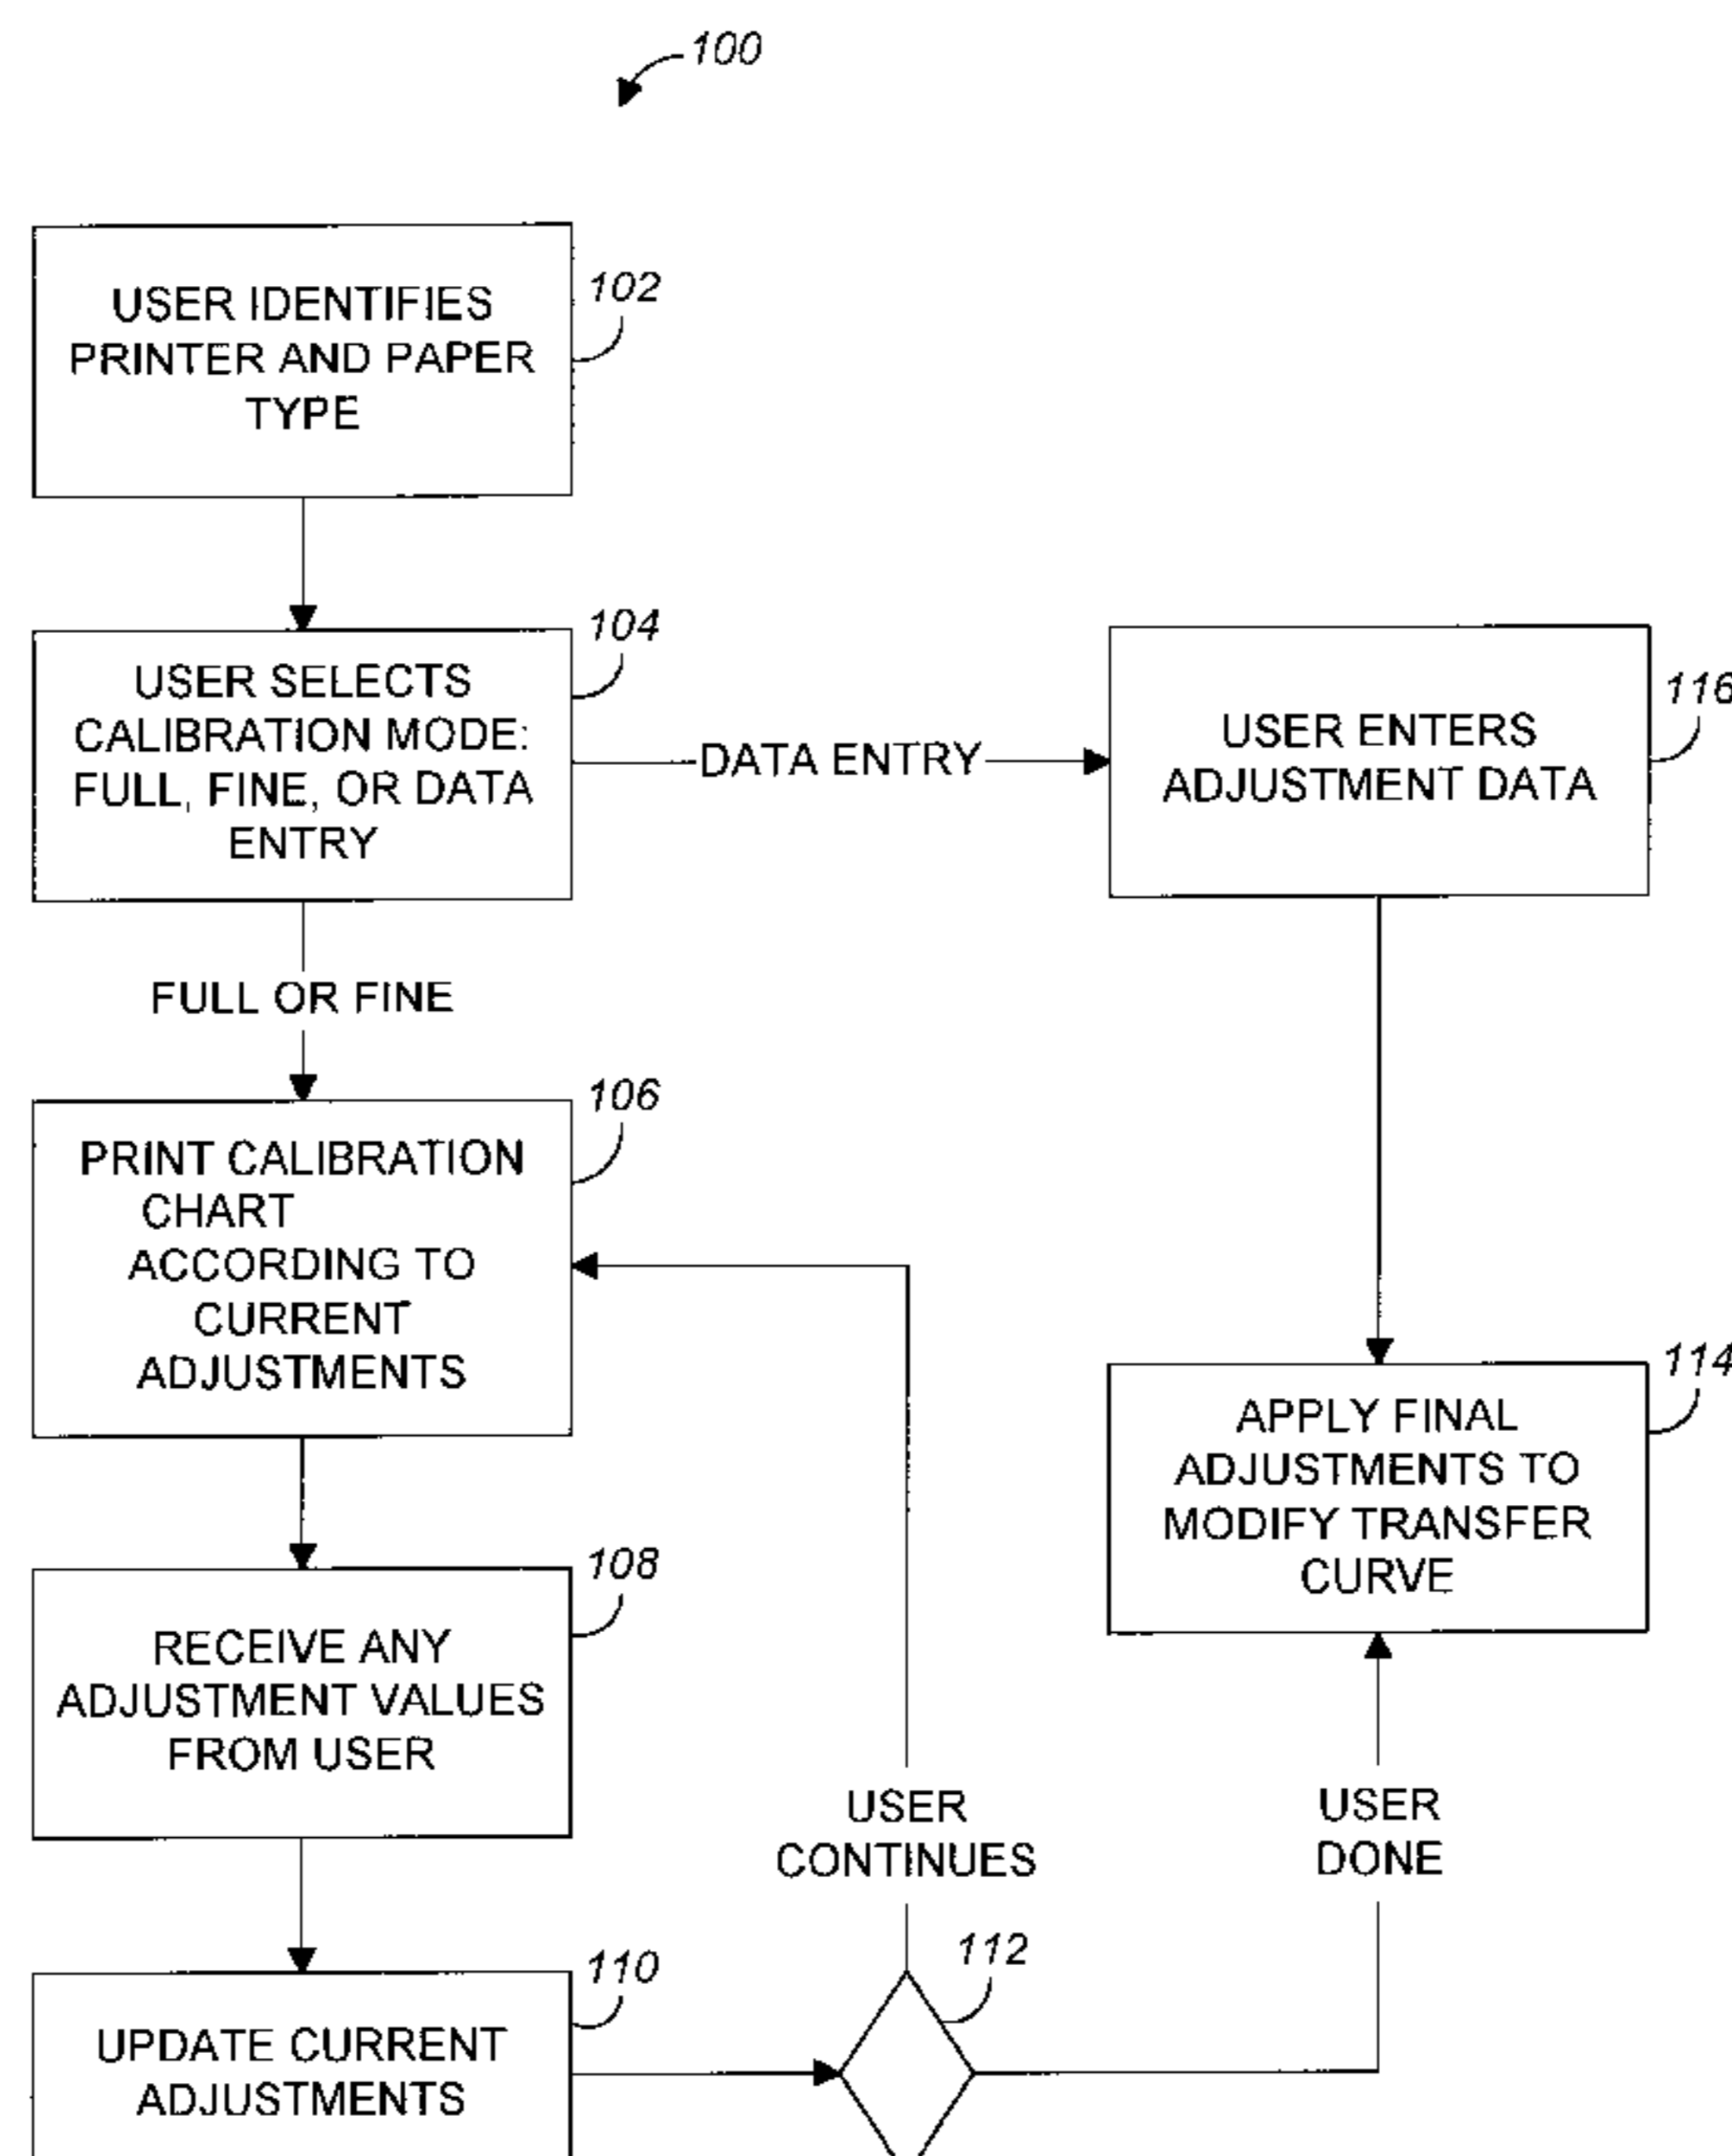 100
USER IDENTIFIES
PRINTER AND PAPER
TYPE
102
USER SELECTS
CALIBRATION MODE:
FULL, FINE, OR DATA
ENTRY
104
DATA ENTRY
USER ENTERS
ADJUSTMENT DATA
116
FULL OR FINE
PRINT CALIBRATION
CHART
ACCORDING TO
CURRENT
ADJUSTMENTS
106
APPLY FINAL
ADJUSTMENTS TO
MODIFY TRANSFER
CURVE
114
RECEIVE ANY
ADJUSTMENT VALUES
FROM USER
108
USER
CONTINUES
USER
DONE
UPDATE CURRENT
ADJUSTMENTS
110
112